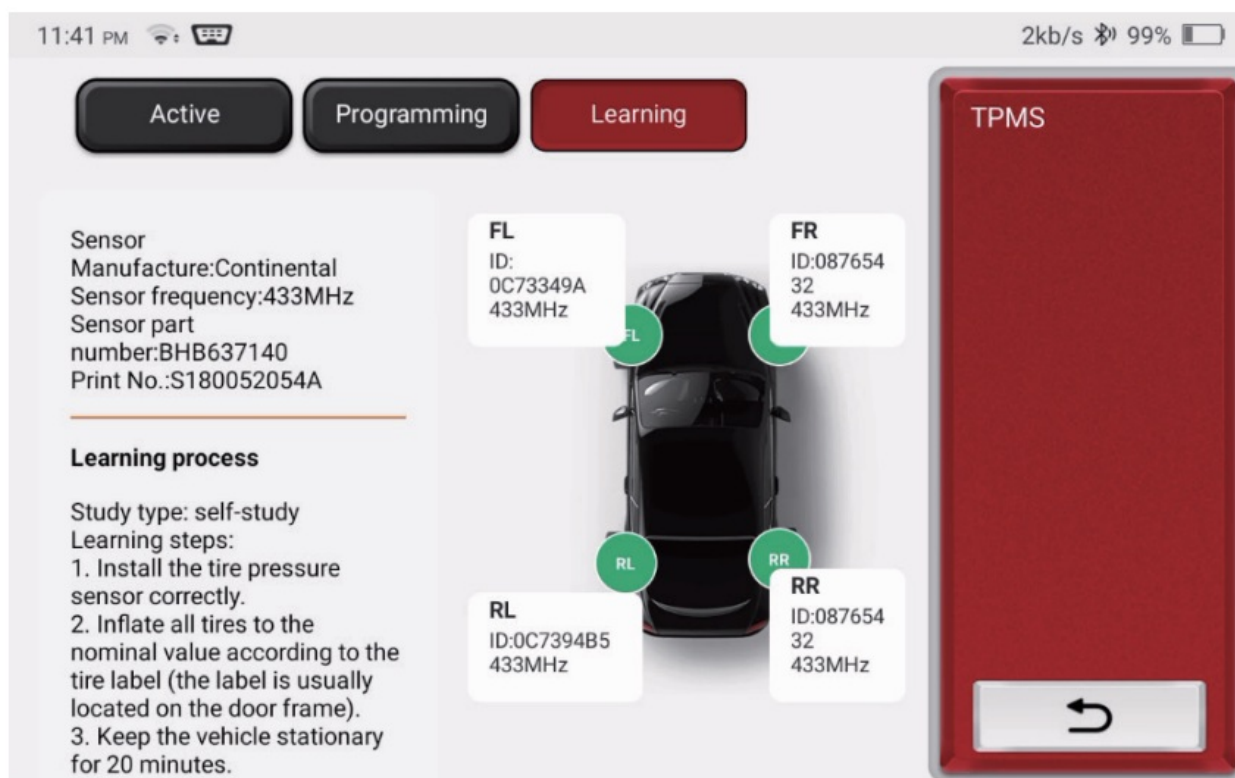 11:41 PM
2kb/s 99%
Active
Programming
Learning
TPMS
Sensor
Manufacture:Continental
Sensor frequency:433MHz
Sensor part
number:BHB637140
Print No.:S180052054A
Learning process
Study type: self-study
Learning steps:
1. Install the tire pressure
sensor correctly.
2. Inflate all tires to the
nominal value according to the
tire label (the label is usually
located on the door frame).
3. Keep the vehicle stationary
for 20 minutes.
FL
ID:
0C73349A
433MHz
FL
FR
ID:087654
32
433MHz
RL
RL
ID:0C7394B5
433MHz
RR
RR
ID:087654
32
433MHz